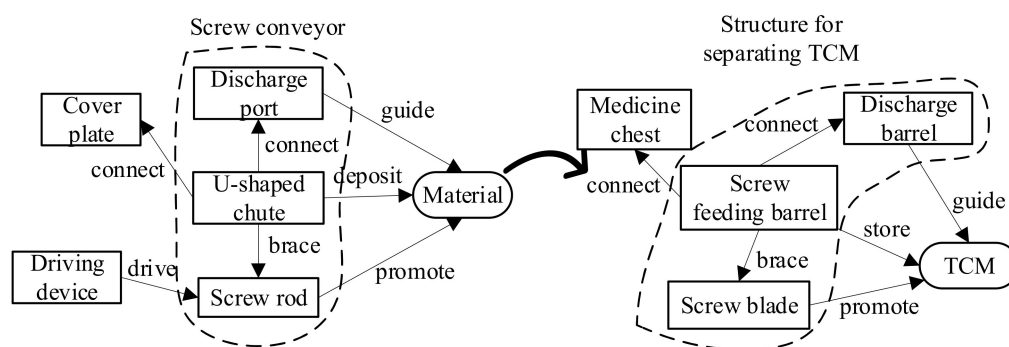 Screw conveyor
Discharge
port
Cover
plate
guide
connect
connect
U-shaped
chute
deposit
Material
brace
Driving
device
drive
Screw rod
promote
Structure for
separating TCM
Medicine
chest
Discharge
barrel
connect
connect
Screw
feeding barrel
guide
store
brace
TCM
Screw blade
promote